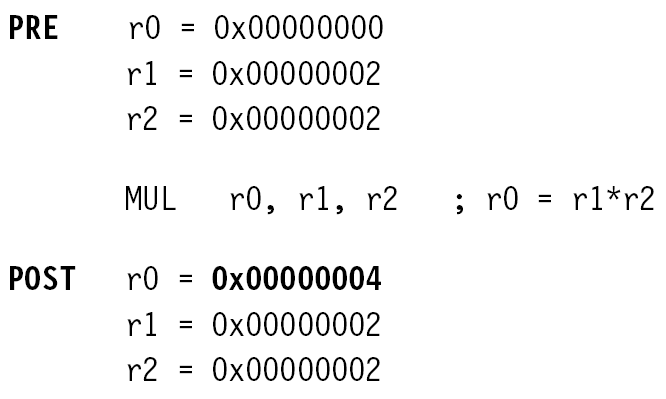 PRE r0 = 0x00000000
r1 = 0x00000002
r2 = 0x00000002
MUL r0, r1, r2 ; r0 = r1*r2
POST r0 = 0x00000004
r1 = 0x00000002
r2 = 0x00000002